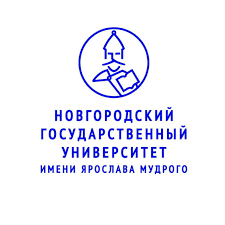 НОВГОРОДСКИЙ
ГОСУДАРСТВЕННЫЙ
УНИВЕРСИТЕТ
ИМЕНИ ЯРОСЛАВА МУДРОГО